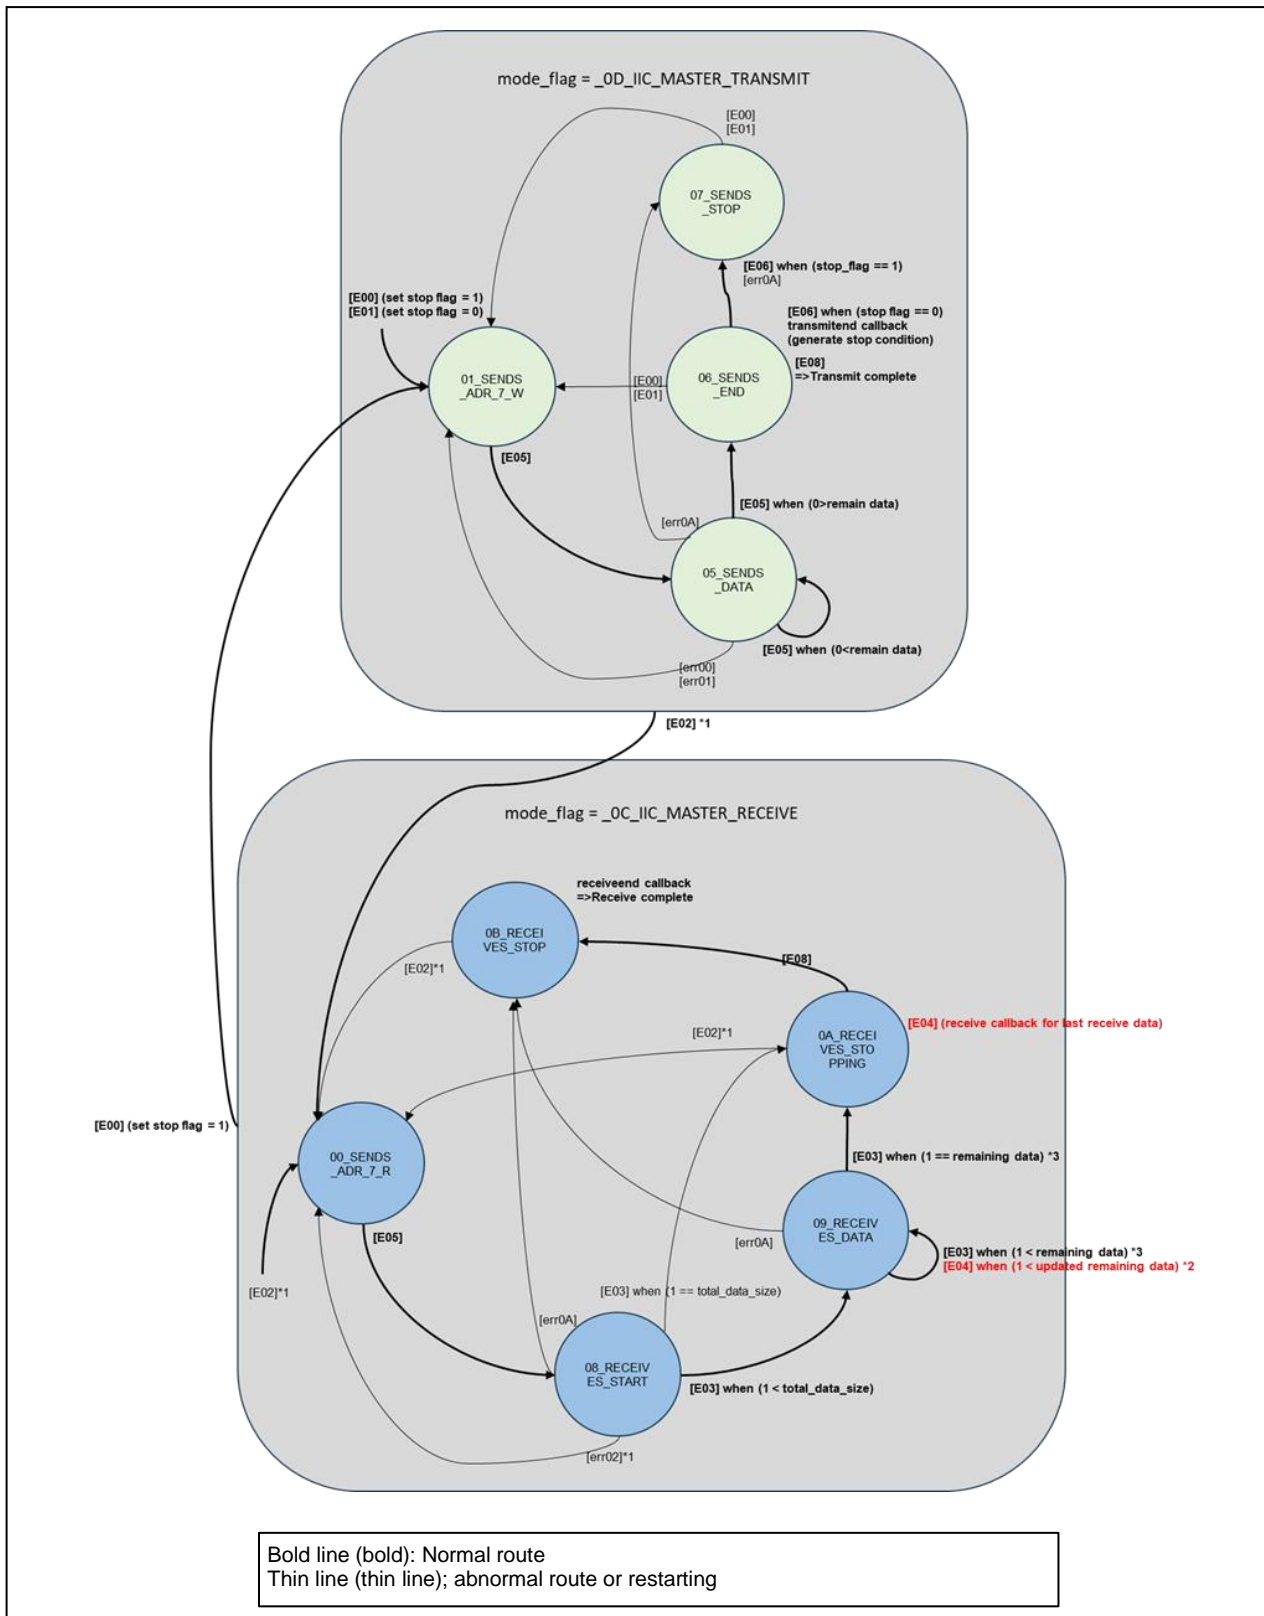 mode_flag = _0D_IIC_MASTER_TRANSMIT
[E00]
[E01]
07_SENDS
_STOP
[E06] when (stop_flag == 1)
[err0A]
[E00] (set stop flag = 1)
[E01] (set stop flag = 0)
[E06] when (stop flag == 0)
transmitend callback
(generate stop condition)
[E08]
=>Transmit complete
01_SENDS
_ADR_7_W
[E00]
[E01]
06_SENDS
_END
[E05]
[E05] when (0>remain data)
[err0A]
05_SENDS
_DATA
[E05] when (0<remain data)
[err00]
[err01]
[E02] *1
mode_flag = _0C_IIC_MASTER_RECEIVE
receiveend callback
=>Receive complete
0B_RECEI
VES_STOP
[E02]*1
[E08]
[E04] (receive callback for last receive data)
[E02]*1
0A_RECEI
VES_STO
PPING
[E00] (set stop flag = 1)
00_SENDS
_ADR_7_R
[E03] when (1 == remaining data) *3
09_RECEIV
ES_DATA
[E05]
[err0A]
[E03] when (1 < remaining data) *3
[E04] when (1 < updated remaining data) *2
[E02]*1
[E03] when (1 == total_data_size)
[err0A]
08_RECEIV
ES_START
[E03] when (1 < total_data_size)
[err02]*1
Bold line (bold): Normal route
Thin line (thin line); abnormal route or restarting